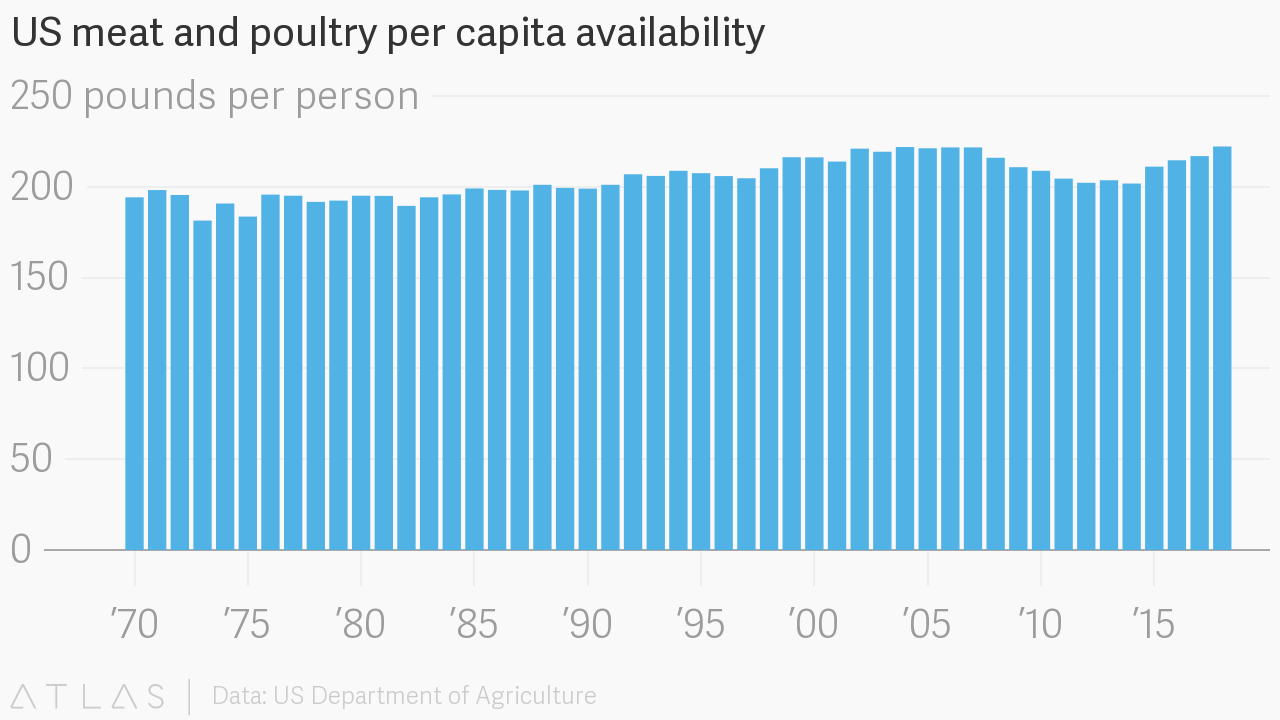 US meat and poultry per capita availability
250 pounds per person
200
150
100
50
0
’70 ’75 ’80 ’85 ’90 ’95 ’00 ’05 ’10 ’15
ATLAS | Data: US Department of Agriculture